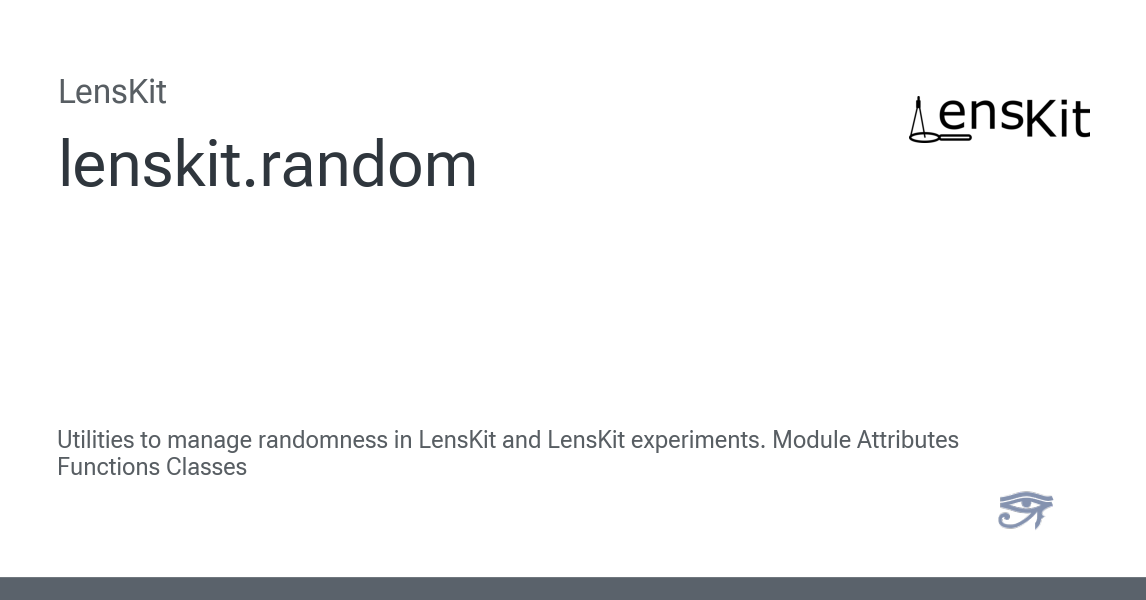 LensKit
LensKit
lenskit.random
Utilities to manage randomness in LensKit and LensKit experiments. Module Attributes
Functions Classes